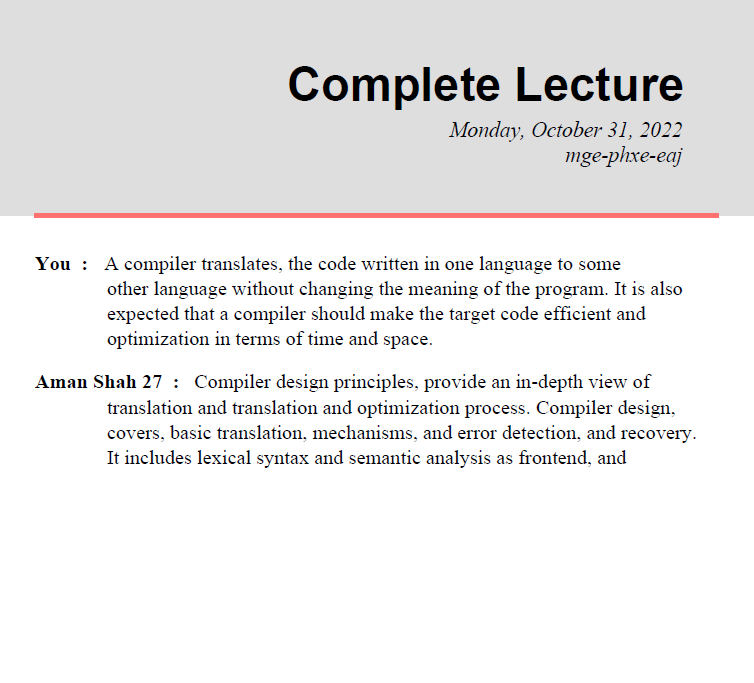 Complete Lecture
Monday, October 31, 2022
mge-phxe-eaj
You : A compiler translates, the code written in one language to some
other language without changing the meaning of the program. It is also
expected that a compiler should make the target code efficient and
optimization in terms of time and space.
Aman Shah 27 : Compiler design principles, provide an in-depth view of
translation and translation and optimization process. Compiler design,
covers, basic translation, mechanisms, and error detection, and recovery.
It includes lexical syntax and semantic analysis as frontend, and